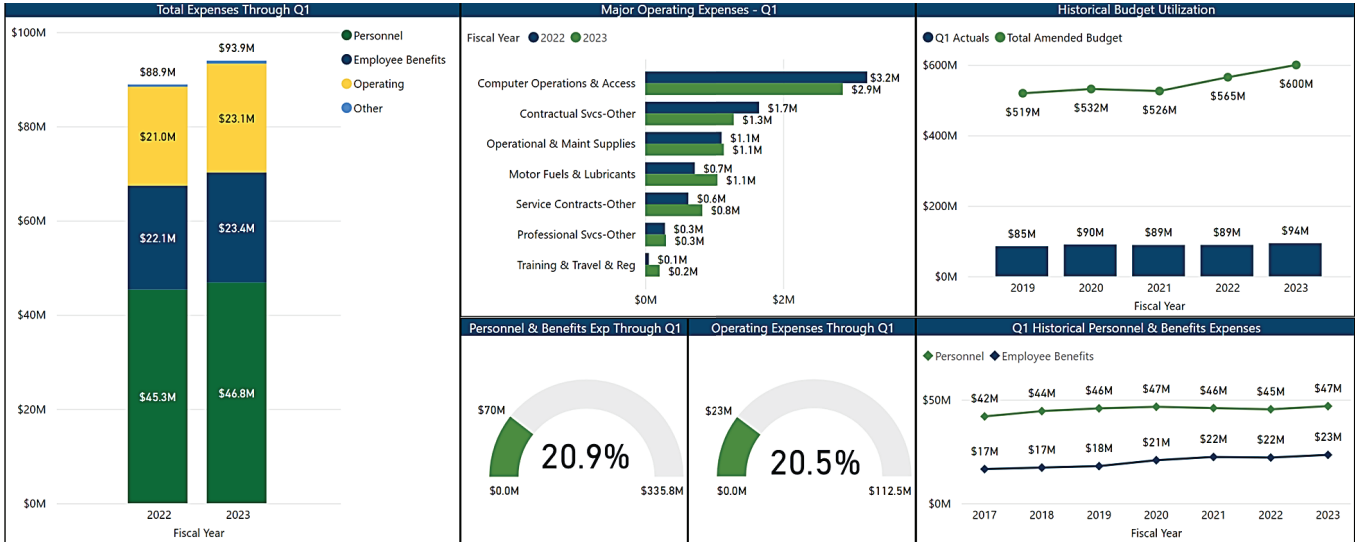 Total Expenses Through Q1
$100M
$80M
$60M
$40M
$20M
$0M
$88.9M
$93.9M
$21.0M
$23.1M
$22.1M
$23.4M
$45.3M
$46.8M
2022
2023
Fiscal Year
Personnel
Employee Benefits
Operating
Other
Major Operating Expenses - Q1
Fiscal Year 2022 2023
Computer Operations & Access
$3.2M
$2.9M
Contractual Svcs-Other
$1.7M
$1.3M
Operational & Maint Supplies
$1.1M
$1.1M
Motor Fuels & Lubricants
$0.7M
$1.1M
Service Contracts-Other
$0.6M
$0.8M
Professional Svcs-Other
$0.3M
$0.3M
Training & Travel & Reg
$0.1M
$0.2M
$0M
$2M
Historical Budget Utilization
Q1 Actuals Total Amended Budget
$600M
$400M
$200M
$0M
$519M
$532M
$526M
$565M
$600M
$85M
$90M
$89M
$89M
$94M
2019
2020
2021
2022
2023
Fiscal Year
Personnel & Benefits Exp Through Q1
$70M
20.9%
$0.0M
$335.8M
Operating Expenses Through Q1
$23M
20.5%
$0.0M
$112.5M
Q1 Historical Personnel & Benefits Expenses
Personnel Employee Benefits
$50M
$0M
$42M
$44M
$46M
$47M
$46M
$45M
$47M
$17M
$17M
$18M
$21M
$22M
$22M
$23M
2017
2018
2019
2020
2021
2022
2023